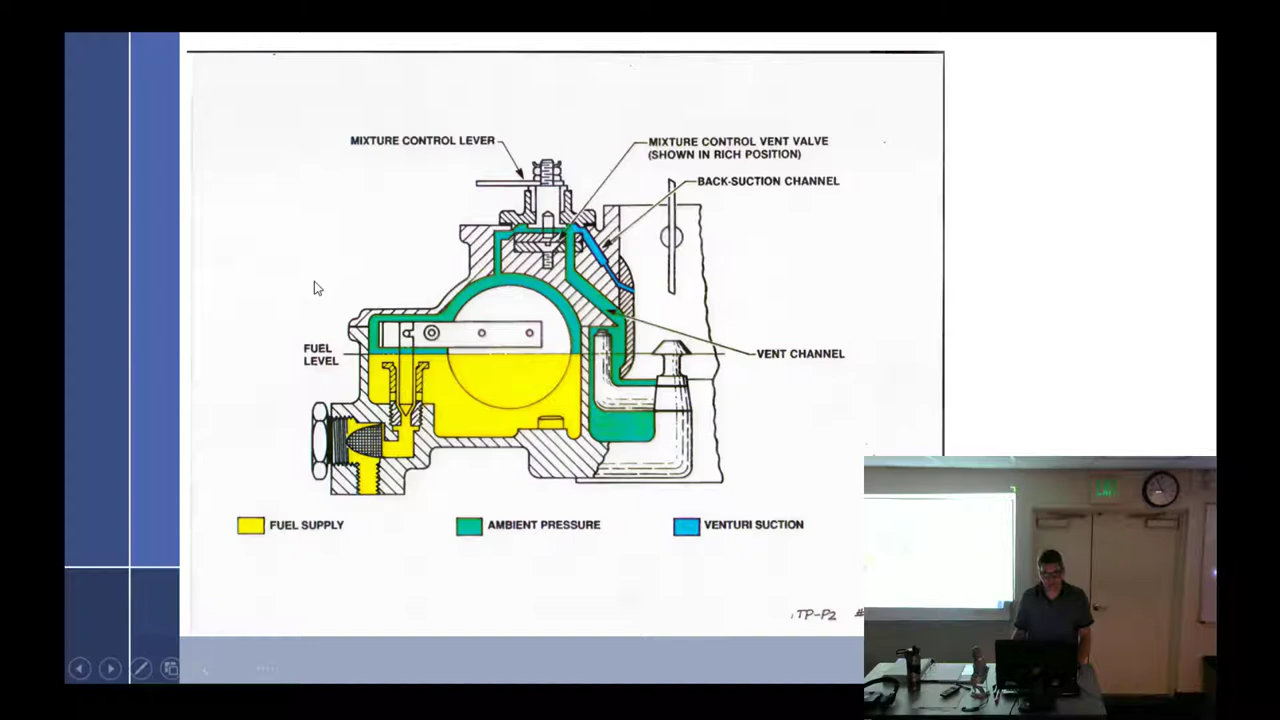 MIXTURE CONTROL LEVER
MIXTURE CONTROL VENT VALVE
(SHOWN IN RICH POSITION)
BACK-SUCTION CHANNEL
FUEL
LEVEL
VENT CHANNEL
FUEL SUPPLY
AMBIENT PRESSURE
VENTURI SUCTION
TP-P2 #
EXIT